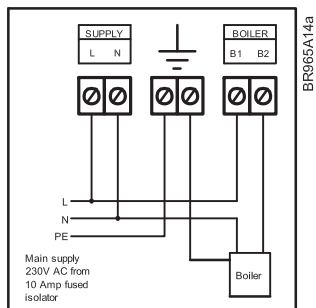 SUPPLY
L N
BOILER
B1 B2
BR965A14a
L
N
PE
Main supply
230V AC from
10 Amp fused
isolator
Boiler